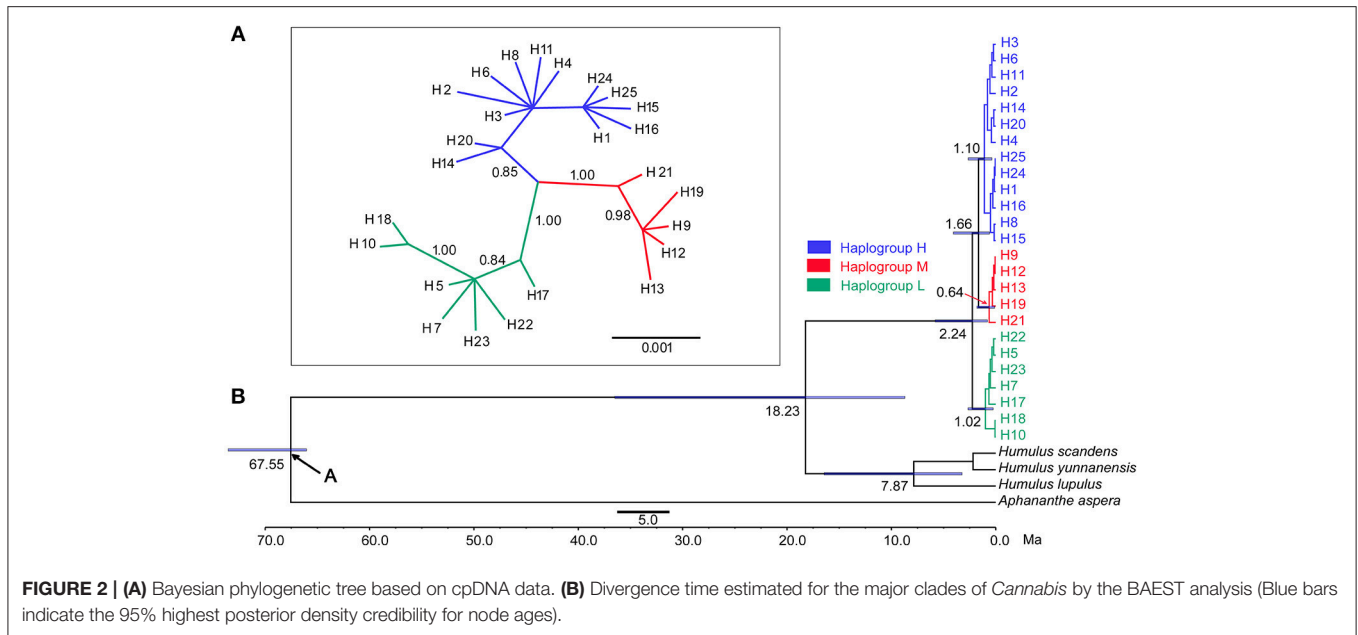 A
H11
H8
H4
H6
H24
H2
H25
H15
H3
H16
H1
H20
H14
0.85
1.00
H21
H19
0.98
H9
H12
H13
1.00
H18
H10
1.00
0.84
H5
H17
H7
H22
H23
0.001
Haplogroup H
Haplogroup M
Haplogroup L
B
H3
H6
H11
H2
H14
H20
H4
1.10
H25
H24
H1
H16
1.66
H8
H15
H9
H12
H13
0.64
H19
H21
2.24
H22
H5
H23
H7
H17
1.02
H18
H10
18.23
67.55
A
Humulus scandens
Humulus yunnanensis
7.87
Humulus lupulus
Aphananthe aspera
5.0
70.0 60.0 50.0 40.0 30.0 20.0 10.0 0.0 Ma
FIGURE 2 | (A) Bayesian phylogenetic tree based on cpDNA data. (B) Divergence time estimated for the major clades of Cannabis by the BAEST analysis (Blue bars
indicate the 95% highest posterior density credibility for node ages).